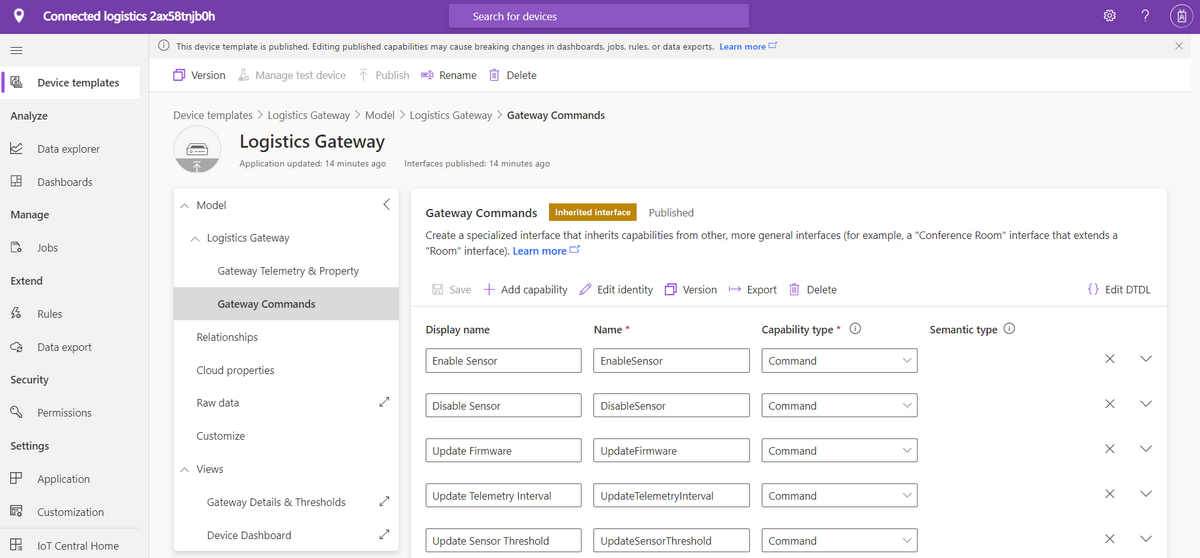 Connected logistics 2ax58tnjb0h
Search for devices
?
This device template is published. Editing published capabilities may cause breaking changes in dashboards, jobs, rules, or data exports. Learn more
Device templates
Analyze
Data explorer
Dashboards
Manage
Jobs
Extend
Rules
Data export
Security
Permissions
Settings
Application
Customization
IoT Central Home
Version Manage test device Publish Rename Delete
Device templates > Logistics Gateway > Model > Logistics Gateway > Gateway Commands
Logistics Gateway
Application updated: 14 minutes ago Interfaces published: 14 minutes ago
Model
Logistics Gateway
Gateway Telemetry & Property
Gateway Commands
Relationships
Cloud properties
Raw data
Customize
Views
Gateway Details & Thresholds
Device Dashboard
Gateway Commands Inherited interface Published
Create a specialized interface that inherits capabilities from other, more general interfaces (for example, a "Conference Room" interface that extends a
"Room" interface). Learn more
Save Add capability Edit identity Version Export Delete {} Edit DTDL
Display name Name * Capability type * Semantic type
Enable Sensor EnableSensor Command
Disable Sensor DisableSensor Command
Update Firmware UpdateFirmware Command
Update Telemetry Interval UpdateTelemetryInterval Command
Update Sensor Threshold UpdateSensorThreshold Command